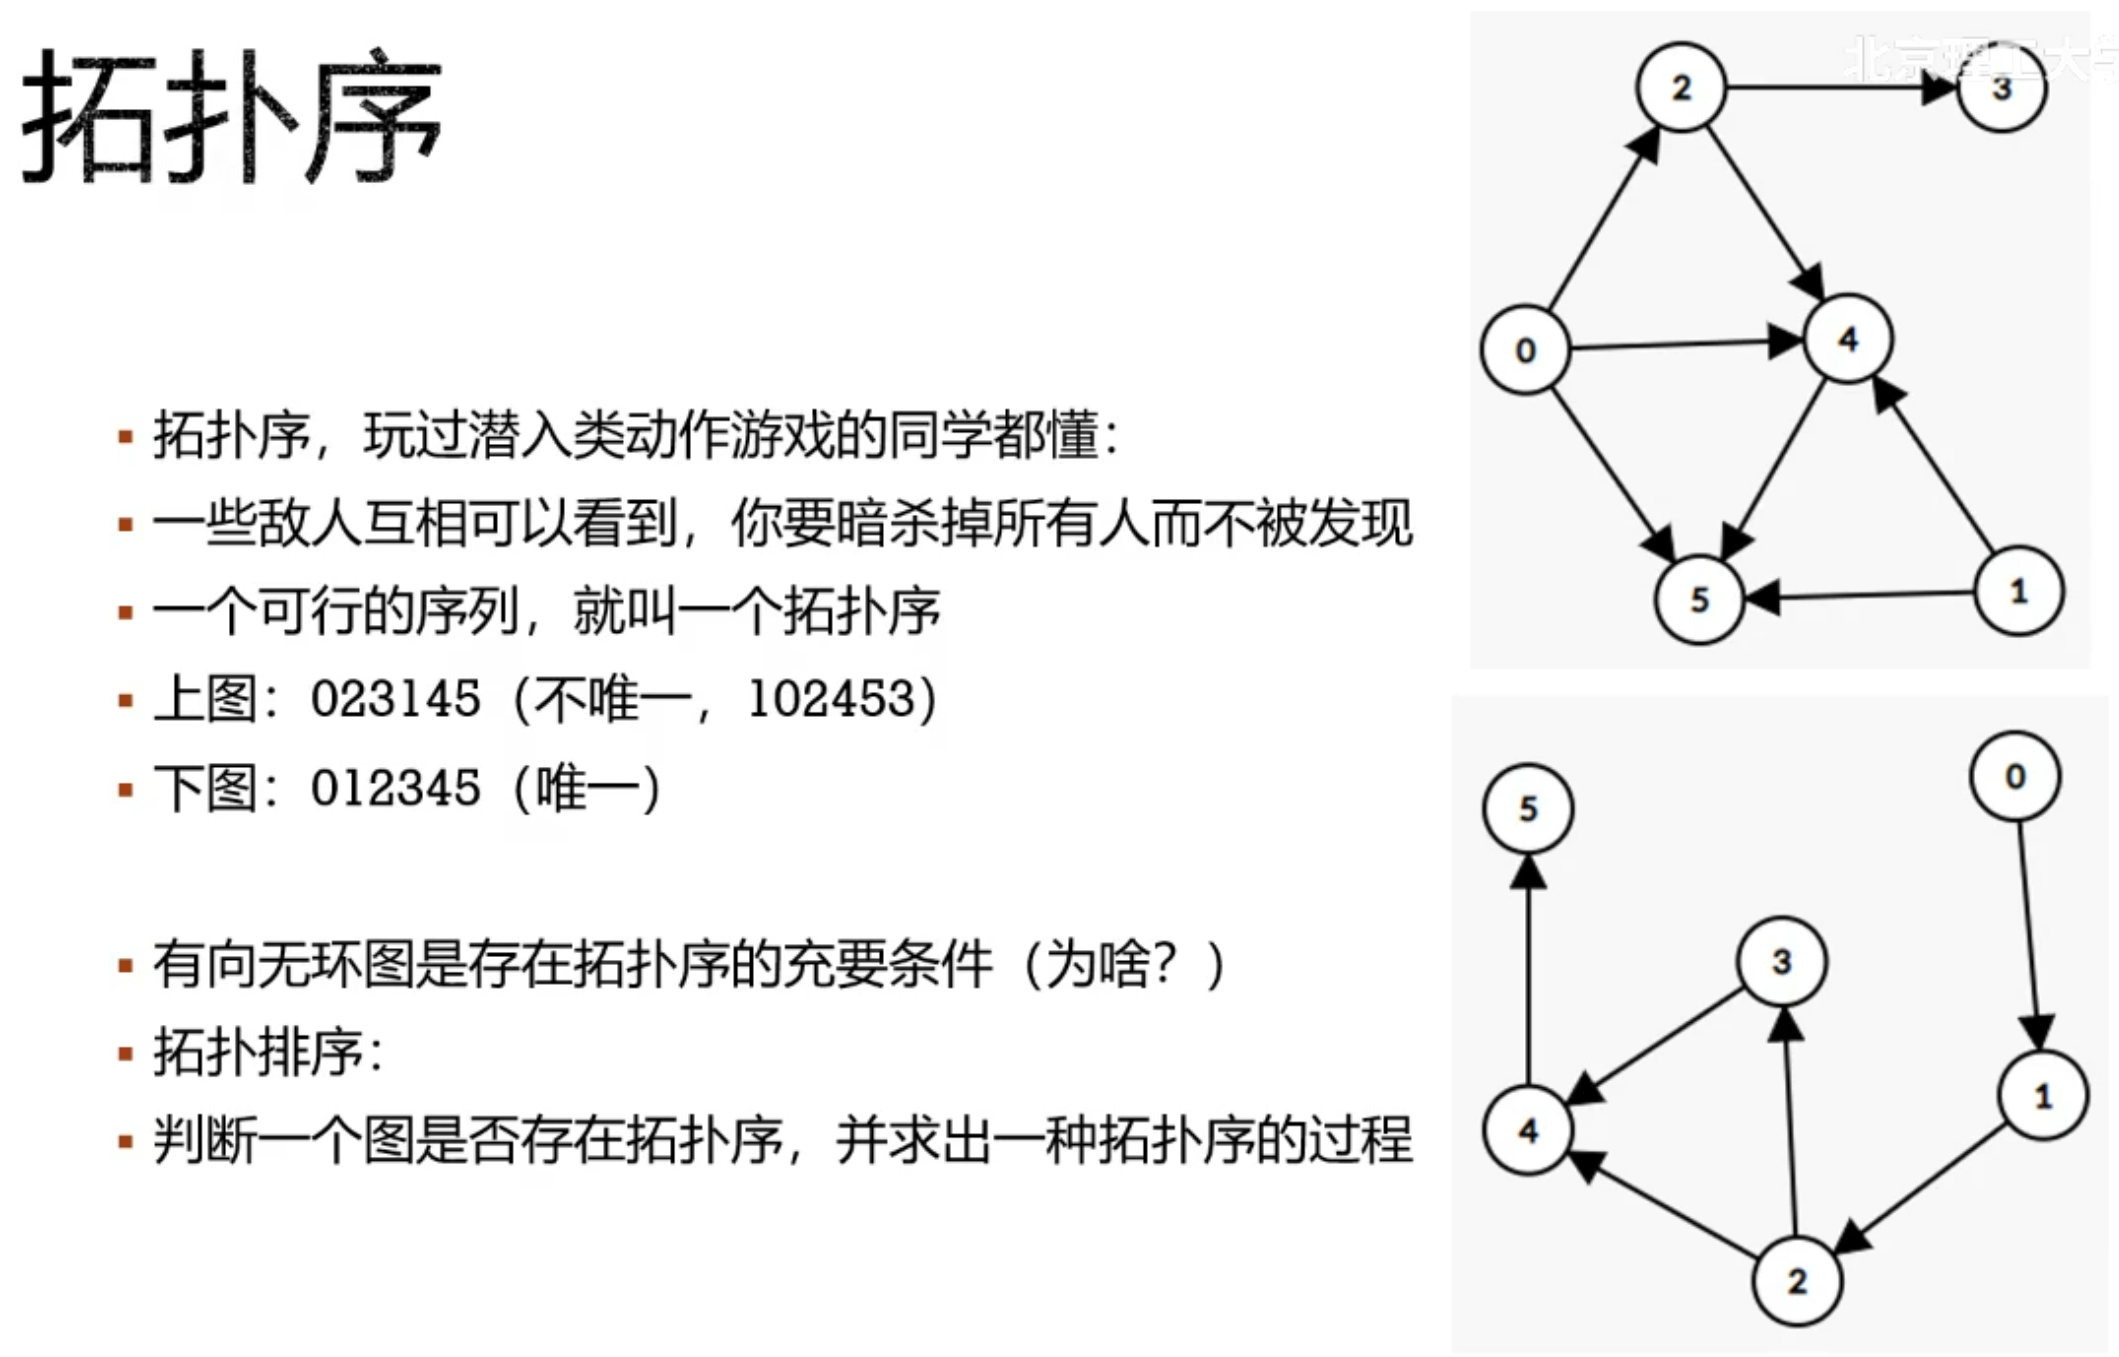 拓扑序
拓扑序，玩过潜入类动作游戏的同学都懂：
一些敌人互相可以看到，你要暗杀掉所有人而不被发现
一个可行的序列，就叫一个拓扑序
上图：023145（不唯一，102453）
下图：012345（唯一）
有向无环图是存在拓扑序的充要条件（为啥？）
拓扑排序：
判断一个图是否存在拓扑序，并求出一种拓扑序的过程
北京理工大学
2
3
0
4
5
1
5
0
3
4
1
2